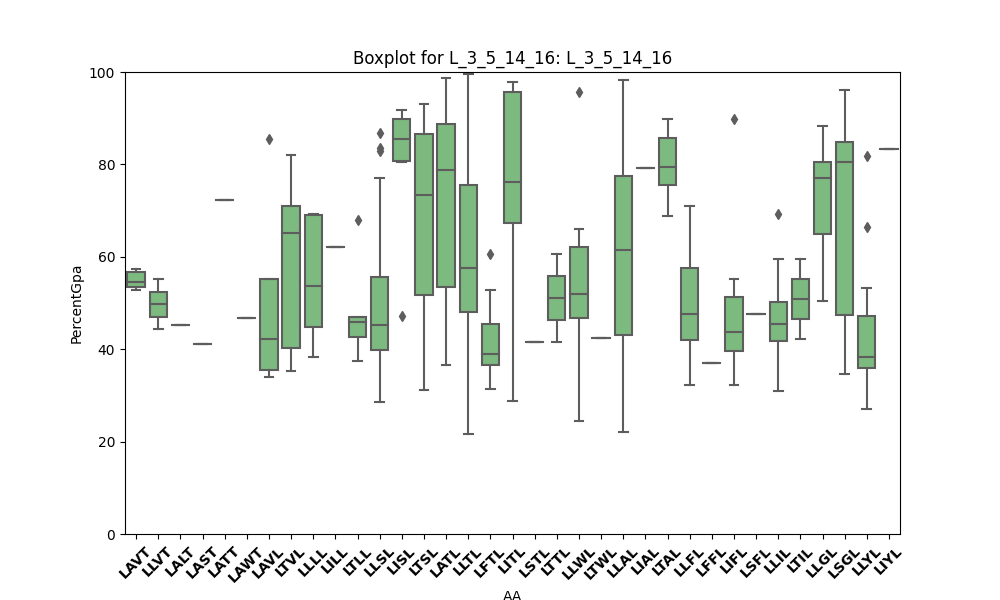 Boxplot for L_3_5_14_16: L_3_5_14_16
100
80
60
40
20
0
PercentGpa
LAVT LLVT LALT LAST LATT LAWT LAVL LTVL LLLL LILL LTLL LLSL LISL LTSL LATL LLTL LFTL LITL LSTL LTTL LLWL LTWL LLAL LIAL LTAL LLFL LFFL LIFL LSFL LLIL LTIL LLGL LSGL LLYL LIYL
AA